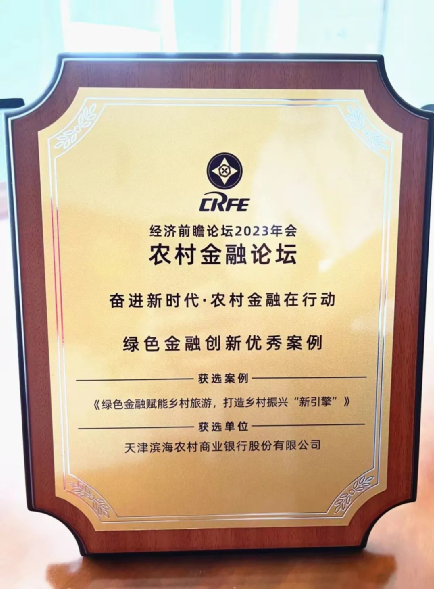 CRFE
经济前瞻论坛2023年会
农村金融论坛
奋进新时代·农村金融在行动
绿色金融创新优秀案例
获选案例
《绿色金融赋能乡村旅游,打造乡村振兴“新引擎”》
获选单位
天津滨海农村商业银行股份有限公司